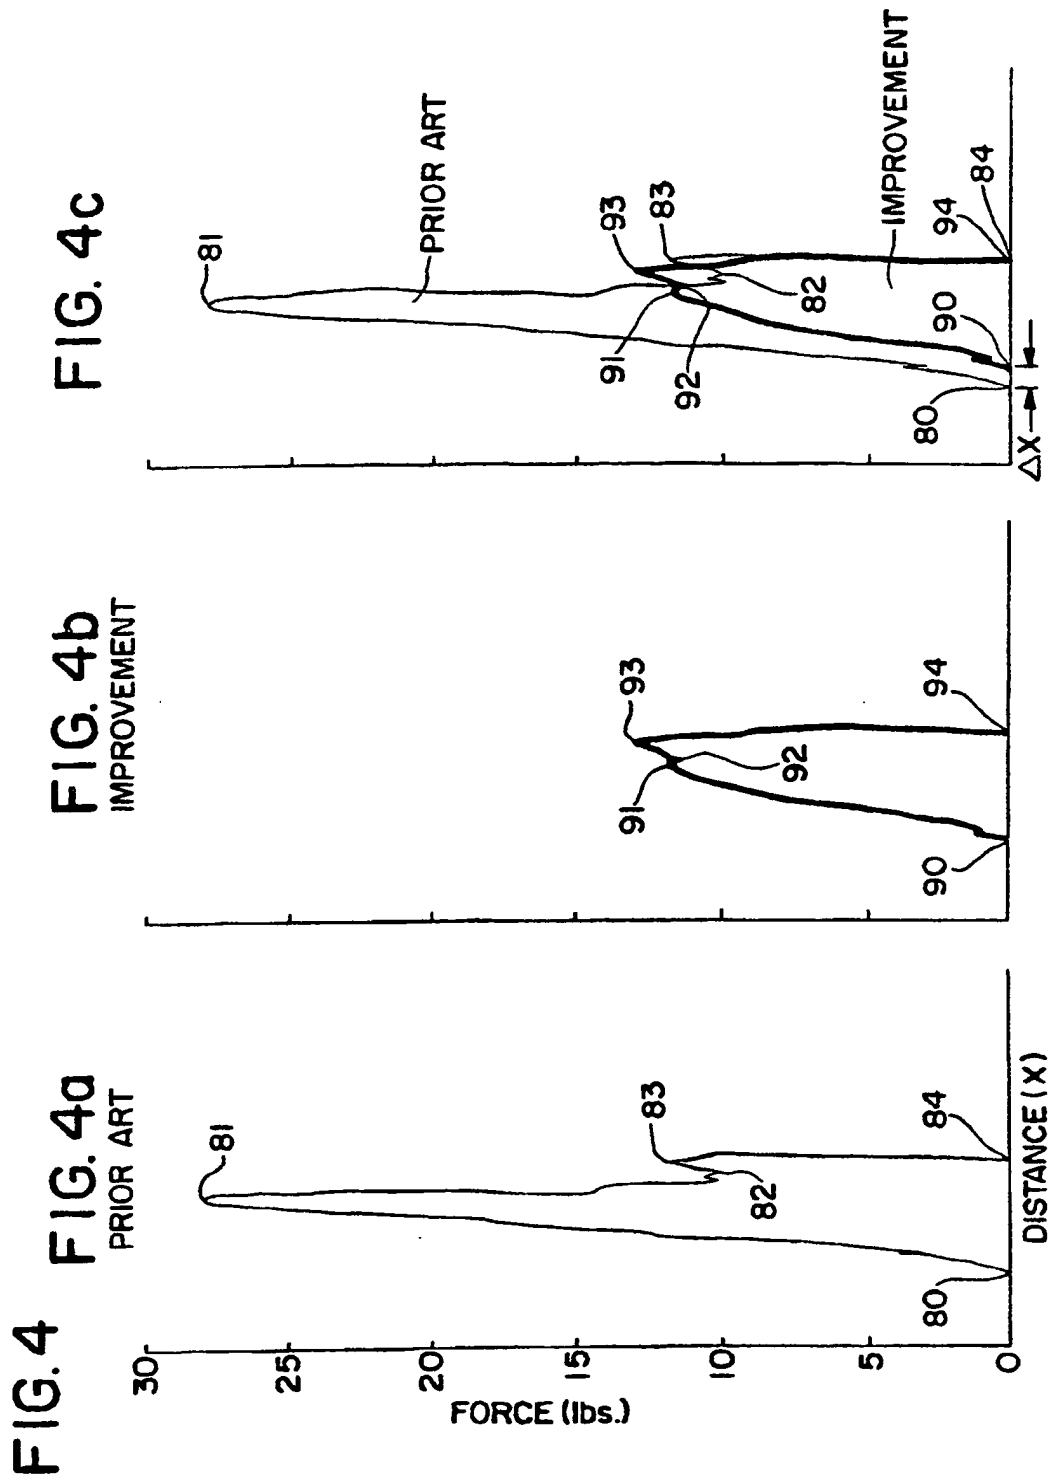 FIG. 4
FIG. 4a
PRIOR ART
FORCE (lbs.)
30
25
20
15
10
5
0
81
83
82
80
84
DISTANCE (X)
FIG. 4b
IMPROVEMENT
93
91
92
90
94
FIG. 4c
81
PRIOR ART
93
83
91
92
82
IMPROVEMENT
80
90
94
84
ΔX